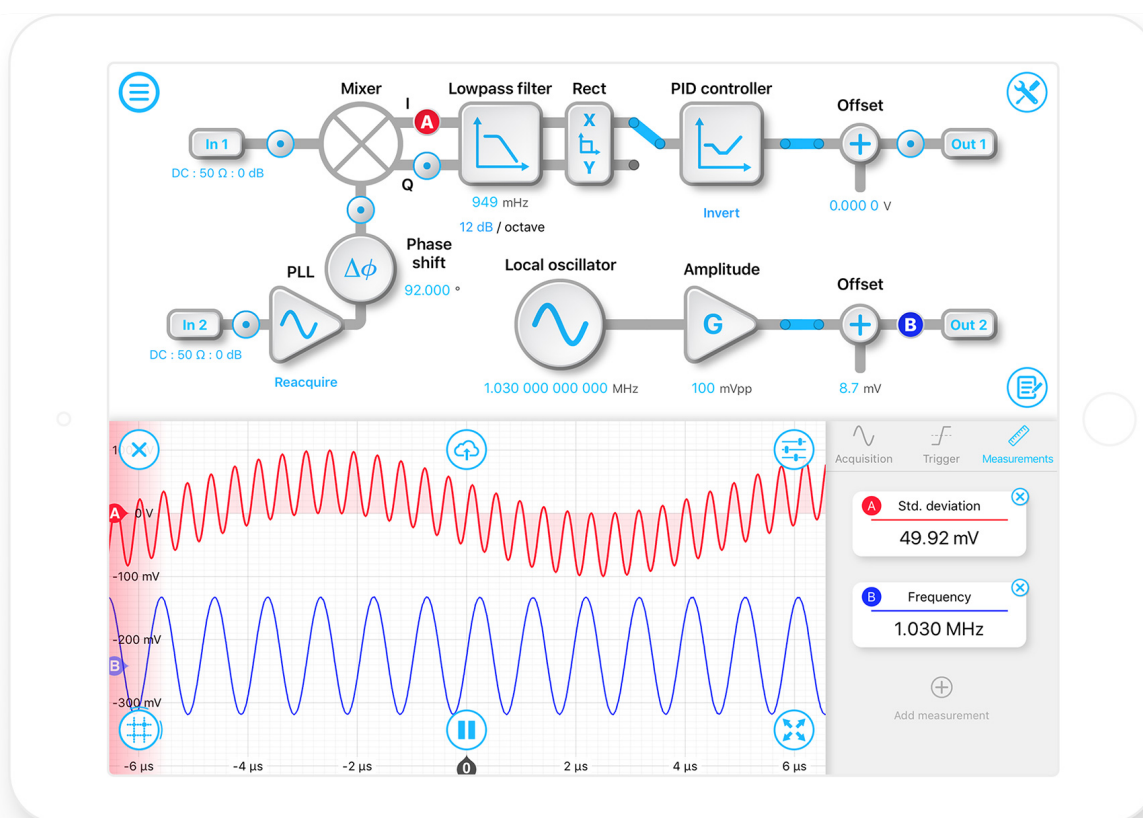 Mixer
I
A
Lowpass filter
Rect
PID controller
Offset
In 1
X
Y
Out 1
DC : 50 Ω : 0 dB
Q
949 mHz
Invert
0.000 0 V
12 dB / octave
Phase
shift
PLL
Δϕ
Local oscillator
Amplitude
Offset
92.000 °
In 2
G
B
Out 2
DC : 50 Ω : 0 dB
Reacquire
1.030 000 000 000 MHz
100 mVpp
8.7 mV
1
A
0 V
-100 mV
-200 mV
B
-300 mV
-6 µs
-4 µs
-2 µs
0
2 µs
4 µs
6 µs
Acquisition
Trigger
Measurements
A
Std. deviation
49.92 mV
B
Frequency
1.030 MHz
Add measurement